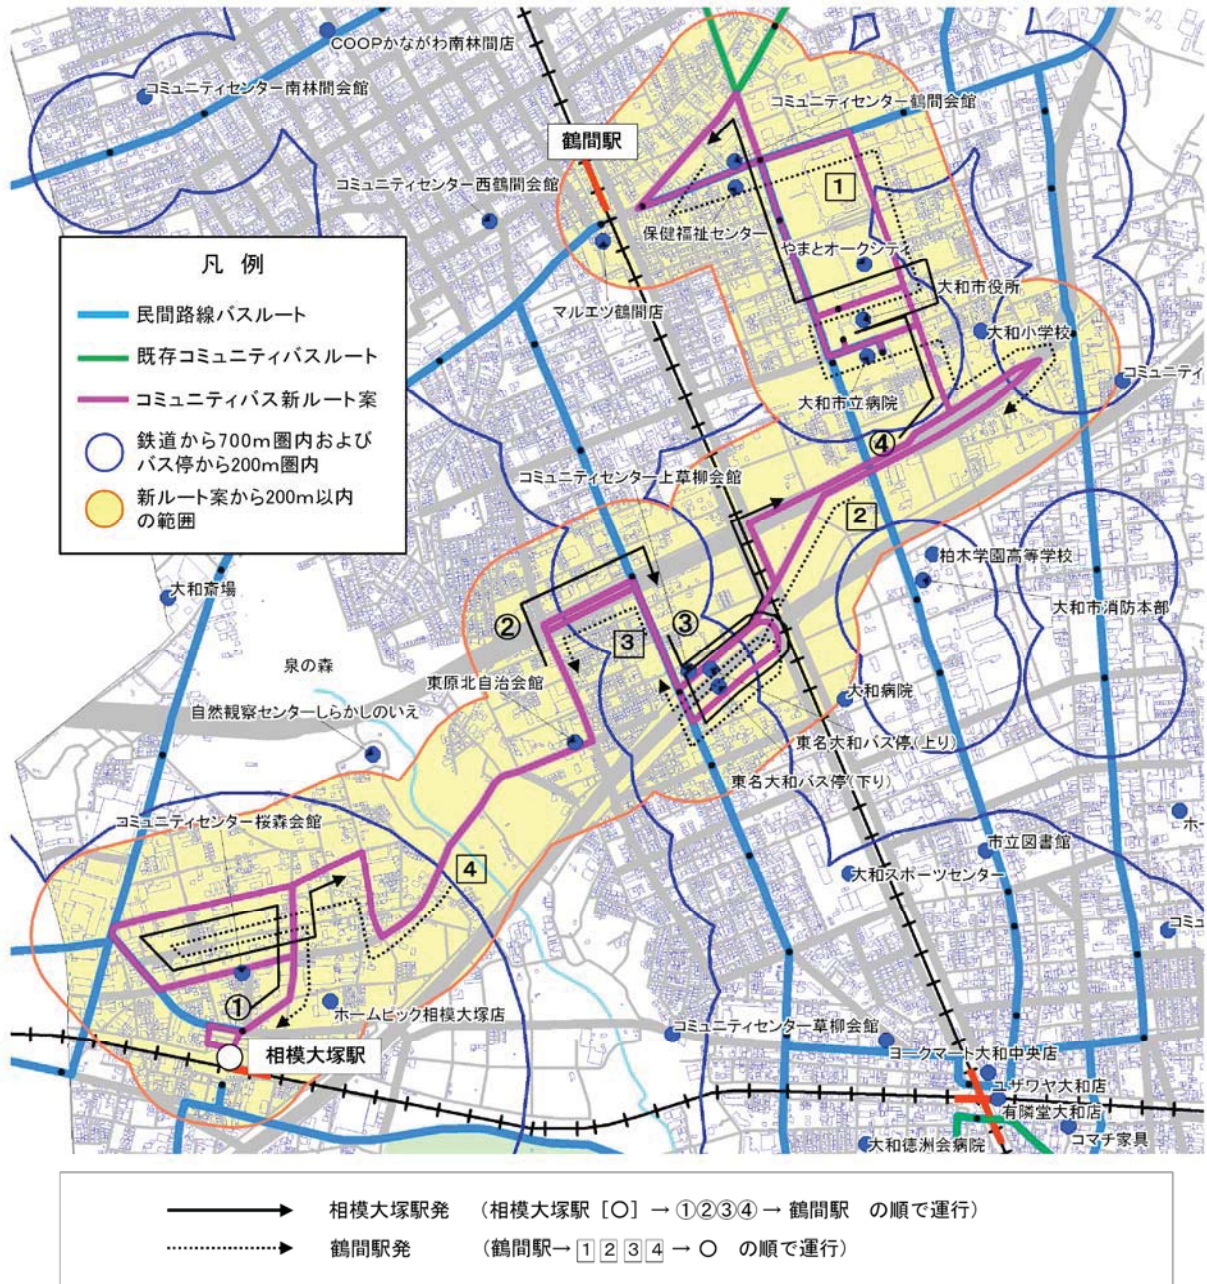 COOPかながわ南林間店
コミュニティセンター南林間会館
コミュニティセンター鶴間会館
鶴間駅
コミュニティセンター西鶴間会館
1
保健福祉センター
やまとオークシティ
凡 例
民間路線バスルート
既存コミュニティバスルート
コミュニティバス新ルート案
鉄道から700m圏内および
バス停から200m圏内
新ルート案から200m以内
の範囲
マルエツ鶴間店
大和市役所
大和小学校
コミュニティ
大和市立病院
④
コミュニティセンター上草柳会館
2
柏木学園高等学校
大和斎場
大和市消防本部
②
3
③
泉の森
東原北自治会館
大和病院
自然観察センターしらかしのいえ
東名大和バス停(上り)
東名大和バス停(下り)
コミュニティセンター桜森会館
ホー
市立図書館
4
大和スポーツセンター
コミュ
①
ホームピック相模大塚店
コミュニティセンター草柳会館
相模大塚駅
ヨークマート大和中央店
ユザワヤ大和店
有隣堂大和店
コマチ家具
大和徳洲会病院
相模大塚駅発 (相模大塚駅 [○] → ①②③④ → 鶴間駅 の順で運行)
鶴間駅発 (鶴間駅→ 1 2 3 4 → ○ の順で運行)